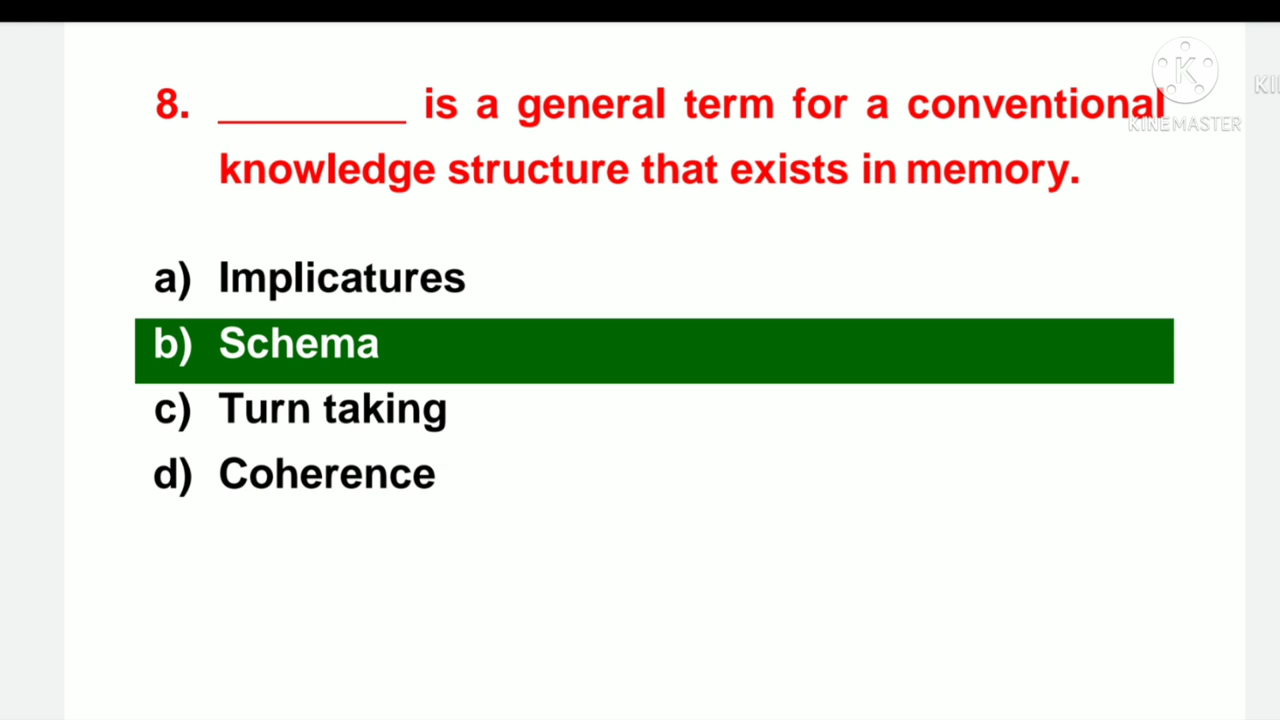 8. _________ is a general term for a conventional
knowledge structure that exists in memory.
a) Implicatures
b) Schema
c) Turn taking
d) Coherence
K
KINEMASTER